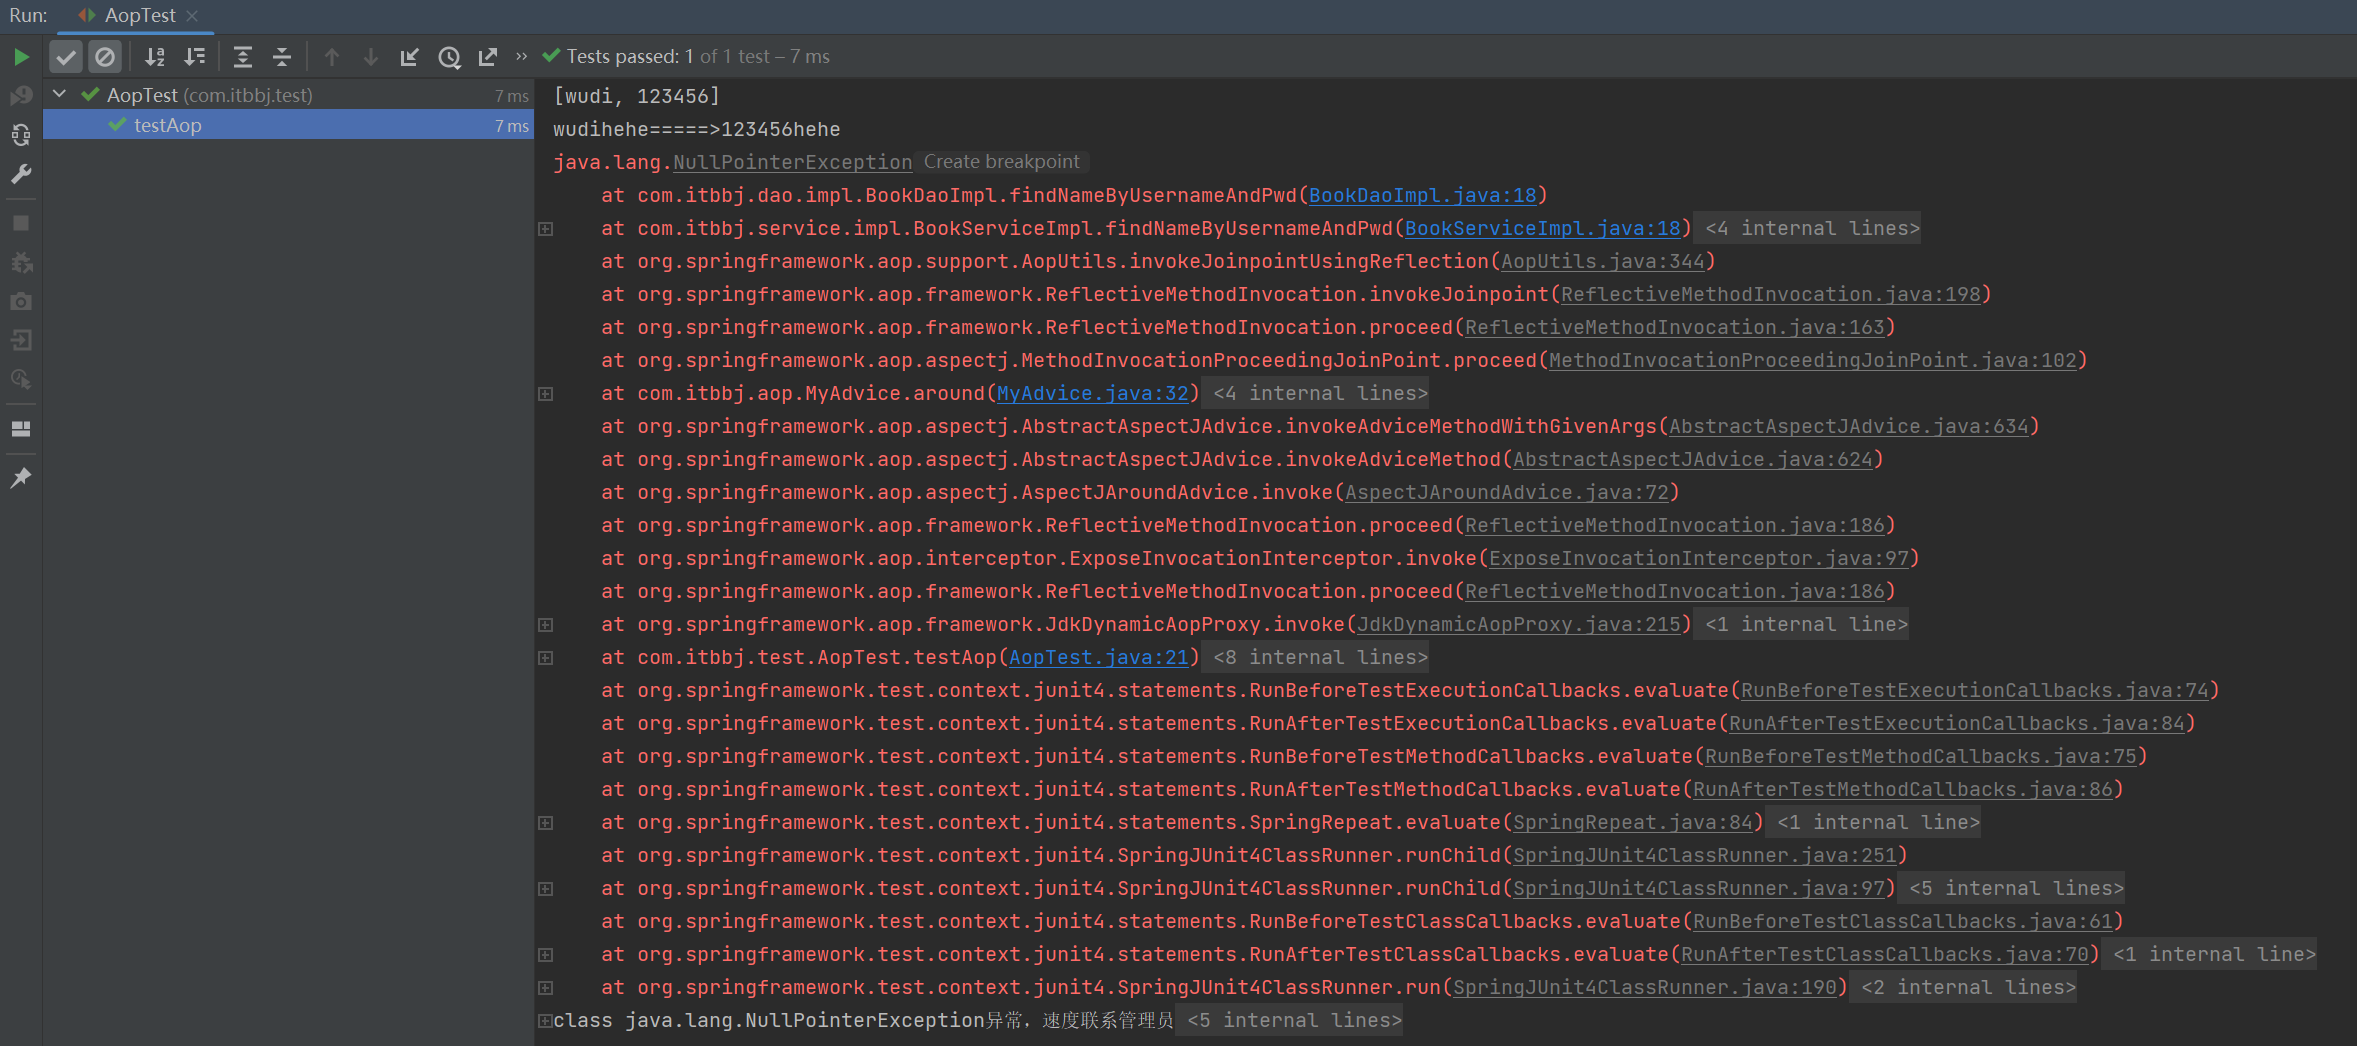 Run: AopTest
Tests passed: 1 of 1 test – 7 ms
AopTest (com.itbbj.test) 7 ms
testAop 7 ms
[wudi, 123456]
wudihehe=====>123456hehe
java.lang.NullPointerException Create breakpoint
at com.itbbj.dao.impl.BookDaoImpl.findNameByUsernameAndPwd(BookDaoImpl.java:18)
at com.itbbj.service.impl.BookServiceImpl.findNameByUsernameAndPwd(BookServiceImpl.java:18) <4 internal lines>
at org.springframework.aop.support.AopUtils.invokeJoinpointUsingReflection(AopUtils.java:344)
at org.springframework.aop.framework.ReflectiveMethodInvocation.invokeJoinpoint(ReflectiveMethodInvocation.java:198)
at org.springframework.aop.framework.ReflectiveMethodInvocation.proceed(ReflectiveMethodInvocation.java:163)
at org.springframework.aop.aspectj.MethodInvocationProceedingJoinPoint.proceed(MethodInvocationProceedingJoinPoint.java:102)
at com.itbbj.aop.MyAdvice.around(MyAdvice.java:32) <4 internal lines>
at org.springframework.aop.aspectj.AbstractAspectJAdvice.invokeAdviceMethodWithGivenArgs(AbstractAspectJAdvice.java:634)
at org.springframework.aop.aspectj.AbstractAspectJAdvice.invokeAdviceMethod(AbstractAspectJAdvice.java:624)
at org.springframework.aop.aspectj.AspectJAroundAdvice.invoke(AspectJAroundAdvice.java:72)
at org.springframework.aop.framework.ReflectiveMethodInvocation.proceed(ReflectiveMethodInvocation.java:186)
at org.springframework.aop.interceptor.ExposeInvocationInterceptor.invoke(ExposeInvocationInterceptor.java:97)
at org.springframework.aop.framework.ReflectiveMethodInvocation.proceed(ReflectiveMethodInvocation.java:186)
at org.springframework.aop.framework.JdkDynamicAopProxy.invoke(JdkDynamicAopProxy.java:215) <1 internal line>
at com.itbbj.test.AopTest.testAop(AopTest.java:21) <8 internal lines>
at org.springframework.test.context.junit4.statements.RunBeforeTestExecutionCallbacks.evaluate(RunBeforeTestExecutionCallbacks.java:74)
at org.springframework.test.context.junit4.statements.RunAfterTestExecutionCallbacks.evaluate(RunAfterTestExecutionCallbacks.java:84)
at org.springframework.test.context.junit4.statements.RunBeforeTestMethodCallbacks.evaluate(RunBeforeTestMethodCallbacks.java:75)
at org.springframework.test.context.junit4.statements.RunAfterTestMethodCallbacks.evaluate(RunAfterTestMethodCallbacks.java:86)
at org.springframework.test.context.junit4.statements.SpringRepeat.evaluate(SpringRepeat.java:84) <1 internal line>
at org.springframework.test.context.junit4.SpringJUnit4ClassRunner.runChild(SpringJUnit4ClassRunner.java:251)
at org.springframework.test.context.junit4.SpringJUnit4ClassRunner.runChild(SpringJUnit4ClassRunner.java:97) <5 internal lines>
at org.springframework.test.context.junit4.statements.RunBeforeTestClassCallbacks.evaluate(RunBeforeTestClassCallbacks.java:61)
at org.springframework.test.context.junit4.statements.RunAfterTestClassCallbacks.evaluate(RunAfterTestClassCallbacks.java:70) <1 internal line>
at org.springframework.test.context.junit4.SpringJUnit4ClassRunner.run(SpringJUnit4ClassRunner.java:190) <2 internal lines>
class java.lang.NullPointerException异常，速度联系管理员 <5 internal lines>